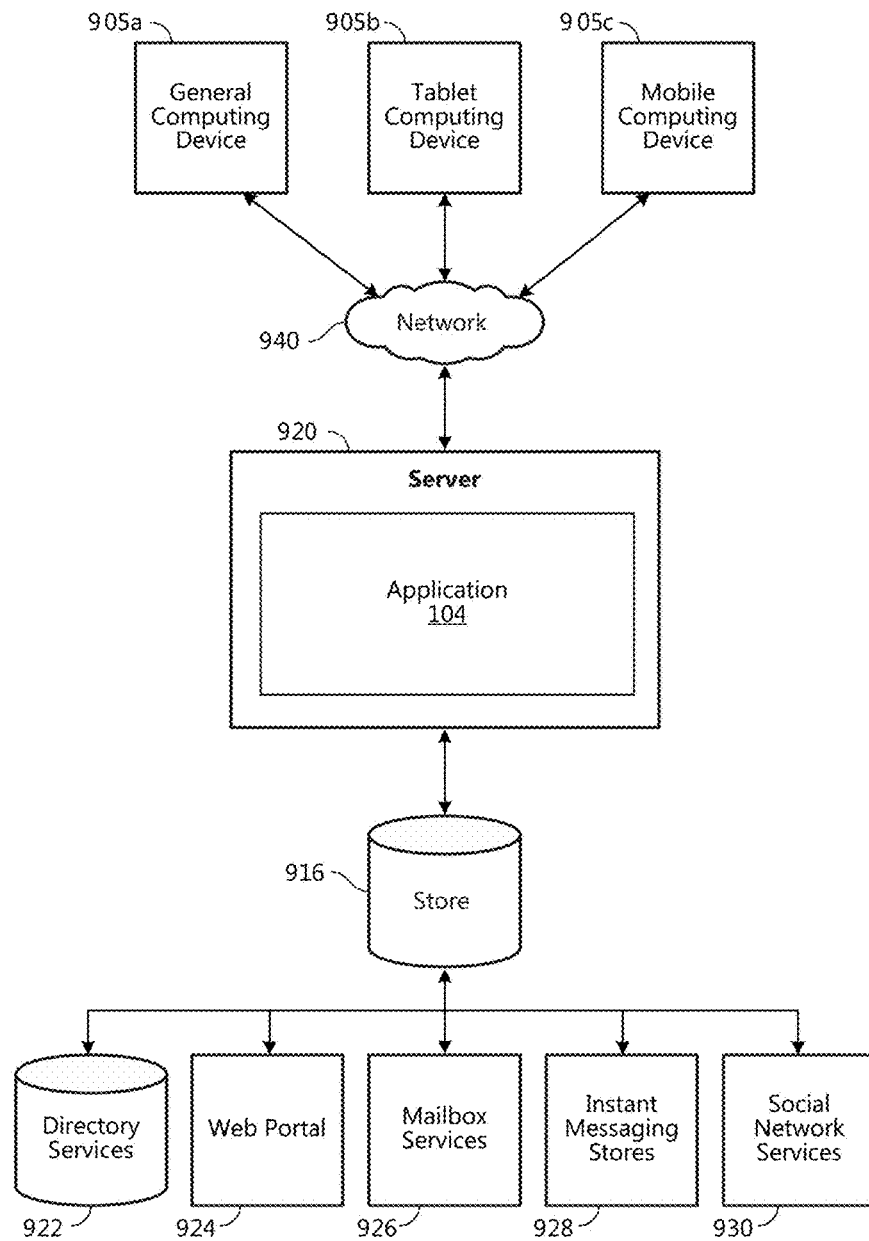 905a
905b
905c
General
Computing
Device
Tablet
Computing
Device
Mobile
Computing
Device
Network
940
920
Server
Application
104
916
Store
Directory
Services
Web Portal
Mailbox
Services
Instant
Messaging
Stores
Social
Network
Services
922
924
926
928
930